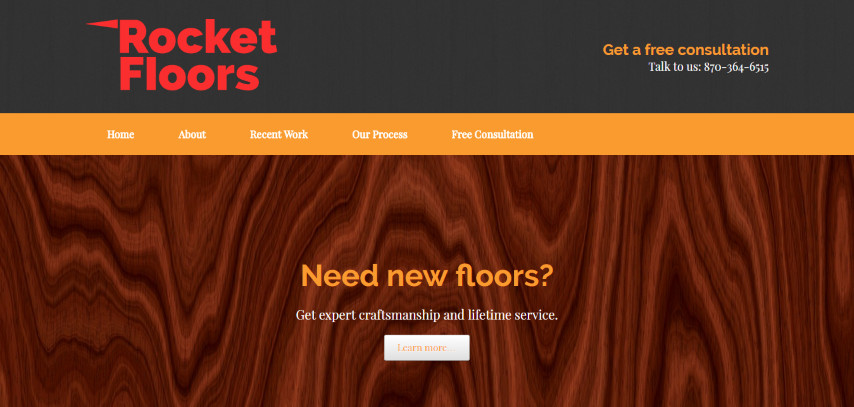 Rocket
Floors
Get a free consultation
Talk to us: 870-364-6515
Home About Recent Work Our Process Free Consultation
Need new floors?
Get expert craftsmanship and lifetime service.
Learn more...